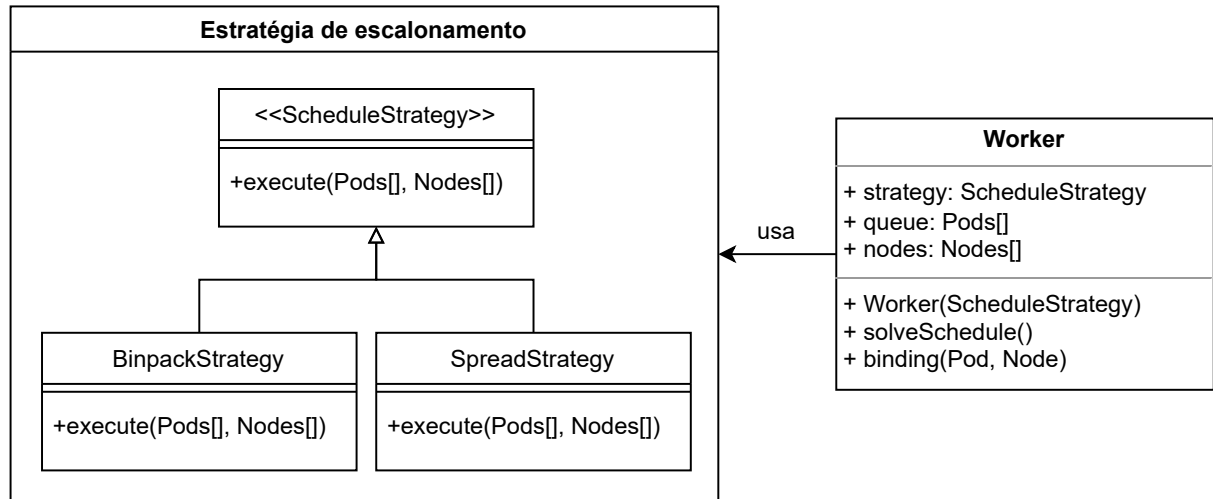 Estratégia de escalonamento
<<ScheduleStrategy>>
+execute(Pods[], Nodes[])
BinpackStrategy
+execute(Pods[], Nodes[])
SpreadStrategy
+execute(Pods[], Nodes[])
usa
Worker
+ strategy: ScheduleStrategy
+ queue: Pods[]
+ nodes: Nodes[]
+ Worker(ScheduleStrategy)
+ solveSchedule()
+ binding(Pod, Node)